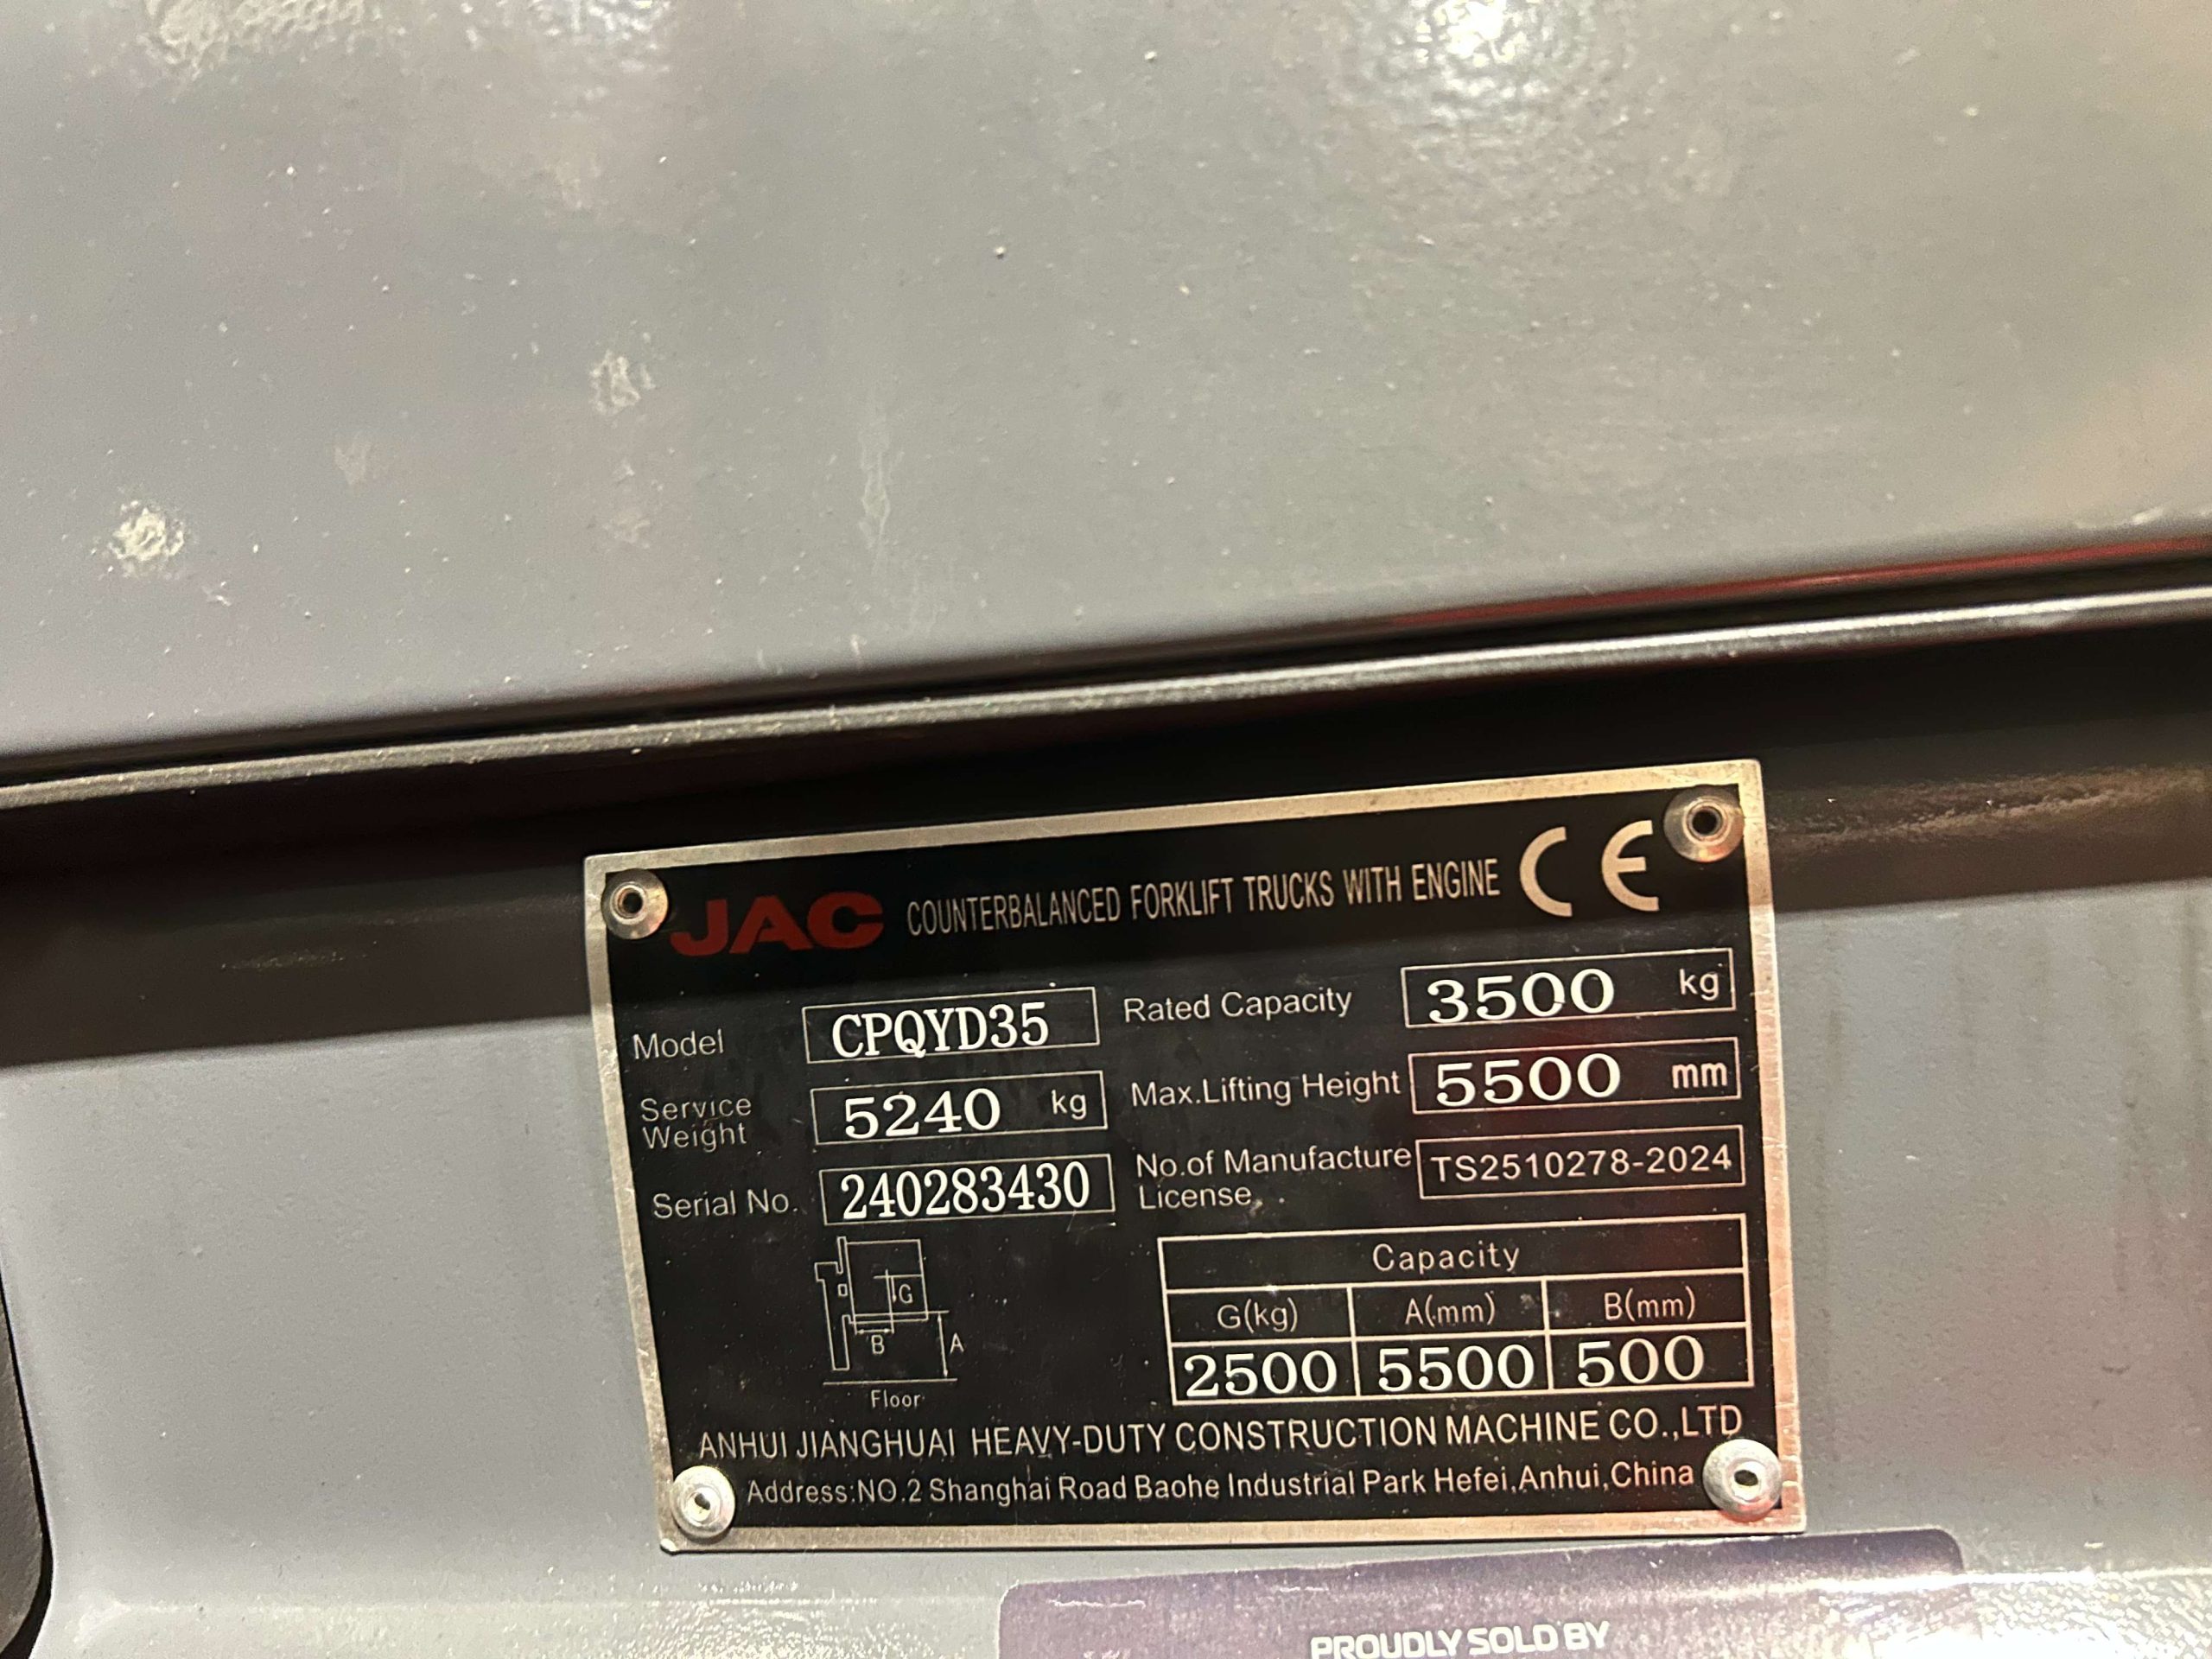 JAC COUNTERBALANCED FORKLIFT TRUCKS WITH ENGINE CE
Model CPQYD35 Rated Capacity 3500 kg
Service Weight 5240 kg Max.Lifting Height 5500 mm
Serial No. 240283430 No.of Manufacture License TS2510278-2024
G
B
A
Floor
Capacity
G(kg) A(mm) B(mm)
2500 5500 500
ANHUI JIANGHUAI HEAVY-DUTY CONSTRUCTION MACHINE CO.,LTD
Address:NO.2 Shanghai Road Baohe Industrial Park Hefei,Anhui,China
PROUDLY SOLD BY